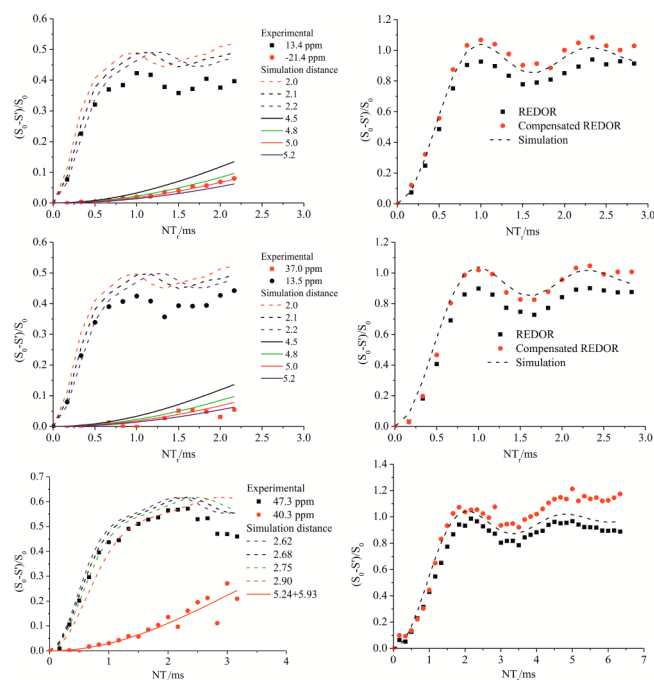 0.6
0.5
0.4
0.3
0.2
0.1
0.0
0.0 0.5 1.0 1.5 2.0 2.5 3.0
(S0-S')/S0
NTr/ms
Experimental
13.4 ppm
-21.4 ppm
Simulation distance
2.0
2.1
2.2
4.5
4.8
5.0
5.2
1.2
1.0
0.8
0.6
0.4
0.2
0.0
0.0 0.5 1.0 1.5 2.0 2.5 3.0
(S0-S')/S0
NTr/ms
REDOR
Compensated REDOR
Simulation
0.6
0.5
0.4
0.3
0.2
0.1
0.0
0.0 0.5 1.0 1.5 2.0 2.5 3.0
(S0-S')/S0
NTr/ms
Experimental
37.0 ppm
13.5 ppm
Simulation distance
2.0
2.1
2.2
4.5
4.8
5.0
5.2
1.2
1.0
0.8
0.6
0.4
0.2
0.0
0.0 0.5 1.0 1.5 2.0 2.5 3.0
(S0-S')/S0
NTr/ms
REDOR
Compensated REDOR
Simulation
0.7
0.6
0.5
0.4
0.3
0.2
0.1
0.0
0 1 2 3 4
(S0-S')/S0
NT/ms
Experimental
47.3 ppm
40.3 ppm
Simulation distance
2.62
2.68
2.75
2.90
5.24+5.93
1.4
1.2
1.0
0.8
0.6
0.4
0.2
0.0
0 1 2 3 4 5 6 7
(S0-S')/S0
NT/ms
REDOR
Compensated REDOR
Simulation